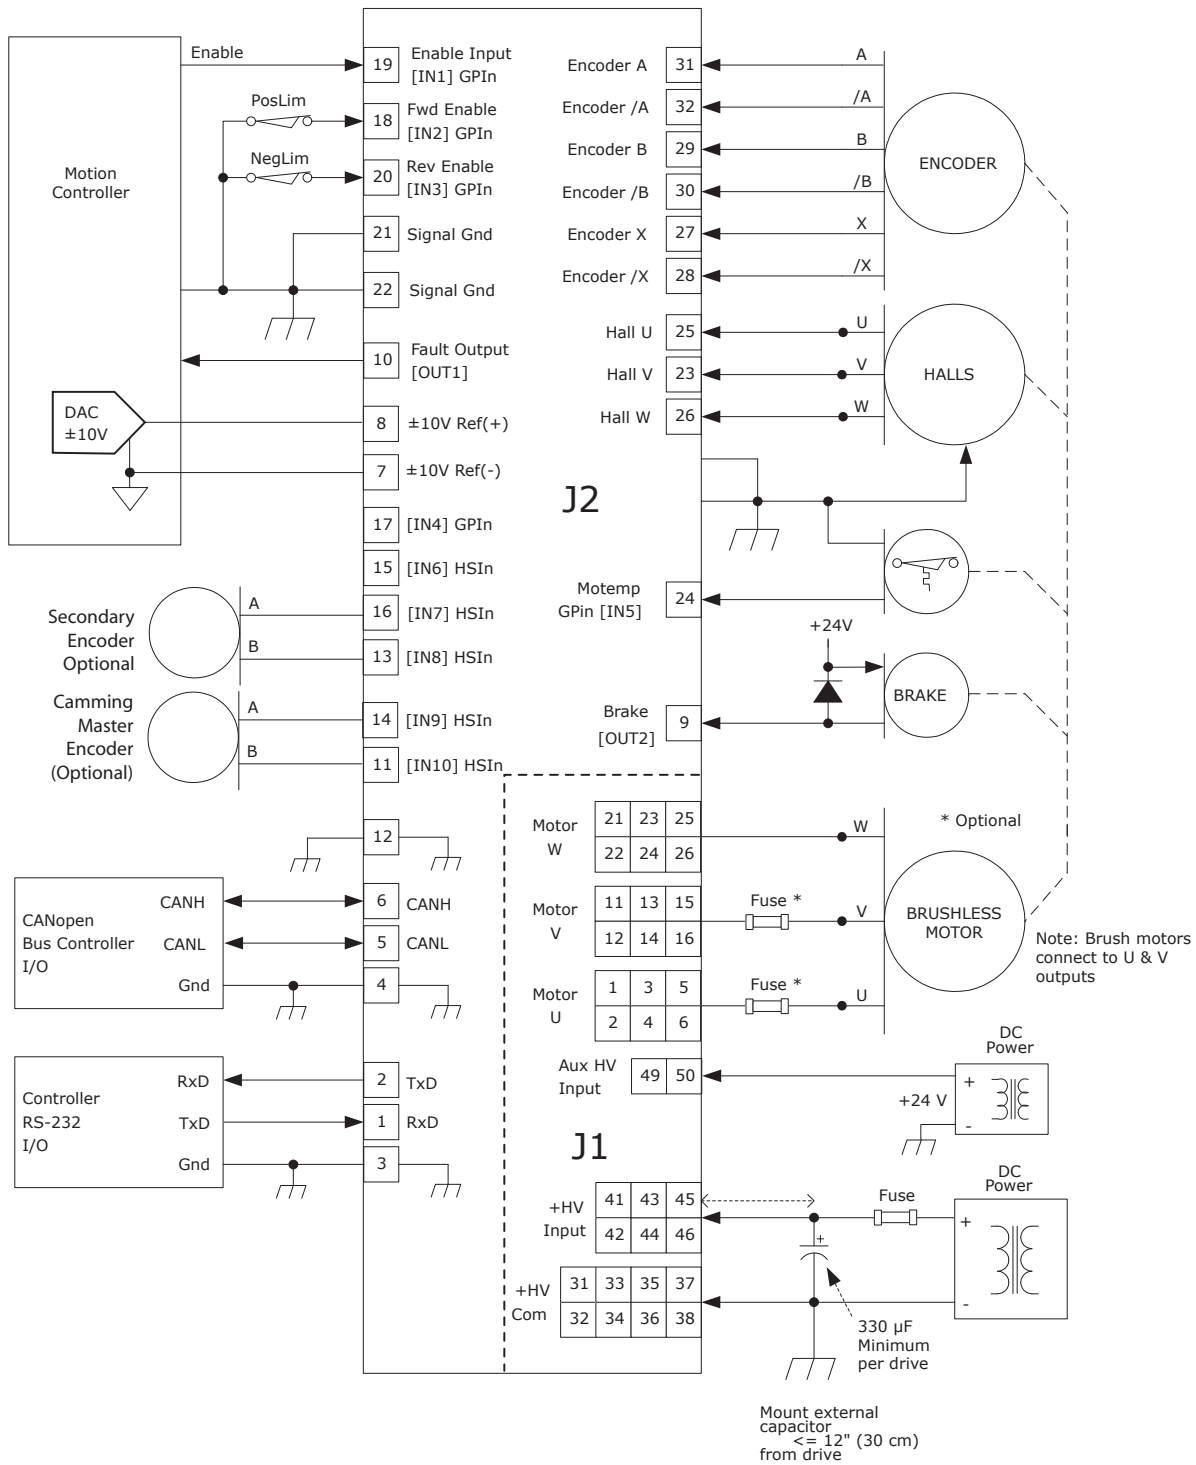 Motion
Controller
Enable
PosLim
NegLim
DAC
±10V
19
Enable Input
[IN1] GPIn
18
Fwd Enable
[IN2] GPIn
20
Rev Enable
[IN3] GPIn
21
Signal Gnd
22
Signal Gnd
10
Fault Output
[OUT1]
8
±10V Ref(+)
7
±10V Ref(-)
17
[IN4] GPIn
15
[IN6] HSIn
Secondary
Encoder
Optional
A
B
16
[IN7] HSIn
13
[IN8] HSIn
Camming
Master
Encoder
(Optional)
A
B
14
[IN9] HSIn
11
[IN10] HSIn
12
CANopen
Bus Controller
I/O
CANH
CANL
Gnd
6
CANH
5
CANL
4
Controller
RS-232
I/O
RxD
TxD
Gnd
2
TxD
1
RxD
3
J2
Encoder A
31
A
Encoder /A
32
/A
Encoder B
29
B
Encoder /B
30
/B
Encoder X
27
X
Encoder /X
28
/X
ENCODER
Hall U
25
U
Hall V
23
V
Hall W
26
W
HALLS
Motemp
GPin [IN5]
24
+24V
Brake
[OUT2]
9
BRAKE
Motor
W
21 23 25
22 24 26
W
* Optional
Motor
V
11 13 15
12 14 16
Fuse *
V
BRUSHLESS
MOTOR
Note: Brush motors
connect to U & V
outputs
Motor
U
1 3 5
2 4 6
Fuse *
U
Aux HV
Input
49 50
DC
Power
+
+24 V
-
J1
+HV
Input
41 43 45
42 44 46
Fuse
DC
Power
+
+
-
+HV
Com
31 33 35 37
32 34 36 38
330 µF
Minimum
per drive
Mount external
capacitor
<= 12" (30 cm)
from drive